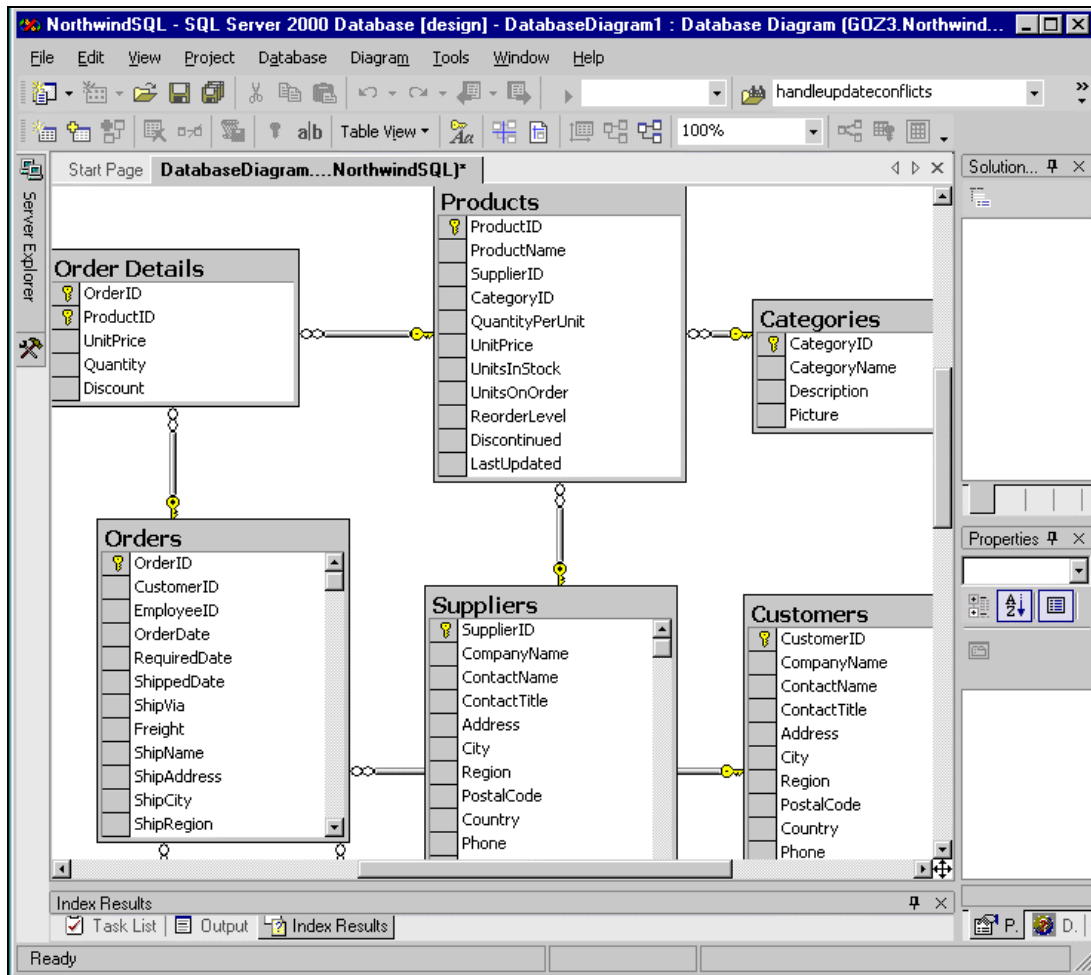 NorthwindSQL - SQL Server 2000 Database [design] - DatabaseDiagram1 : Database Diagram (GOZ3.Northwind...
File Edit View Project Database Diagram Tools Window Help
handleupdateconflicts
a|b Table View 100%
Start Page DatabaseDiagram....NorthwindSQL)*
Server Explorer
Products
ProductID
ProductName
SupplierID
CategoryID
QuantityPerUnit
UnitPrice
UnitsInStock
UnitsOnOrder
ReorderLevel
Discontinued
LastUpdated
Order Details
OrderID
ProductID
UnitPrice
Quantity
Discount
Categories
CategoryID
CategoryName
Description
Picture
Orders
OrderID
CustomerID
EmployeeID
OrderDate
RequiredDate
ShippedDate
ShipVia
Freight
ShipName
ShipAddress
ShipCity
ShipRegion
Suppliers
SupplierID
CompanyName
ContactName
ContactTitle
Address
City
Region
PostalCode
Country
Phone
Customers
CustomerID
CompanyName
ContactName
ContactTitle
Address
City
Region
PostalCode
Country
Phone
Solution...
Properties
P. D.
Index Results
Task List Output Index Results
Ready